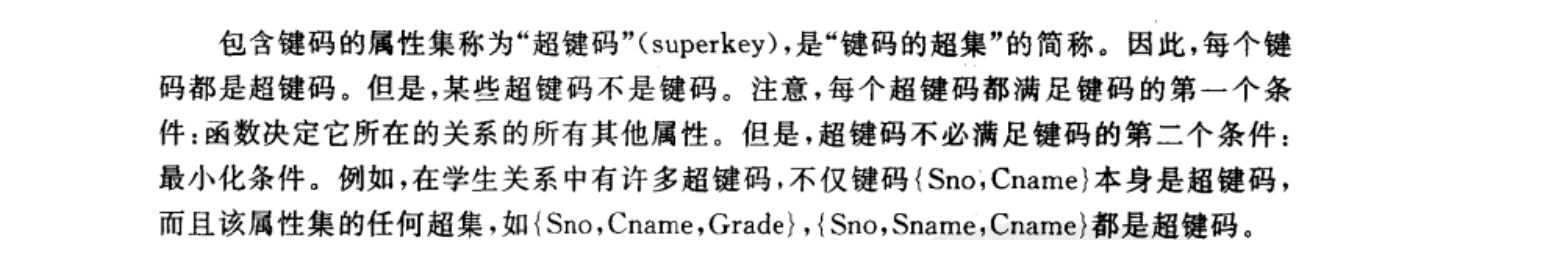 包含键码的属性集称为“超键码”(superkey),是“键码的超集”的简称。因此,每个键
码都是超键码。但是,某些超键码不是键码。注意,每个超键码都满足键码的第一个条
件:函数决定它所在的关系的所有其他属性。但是,超键码不必满足键码的第二个条件:
最小化条件。例如,在学生关系中有许多超键码,不仅键码{Sno,Cname}本身是超键码,
而且该属性集的任何超集,如{Sno,Cname,Grade},{Sno,Sname,Cname}都是超键码。